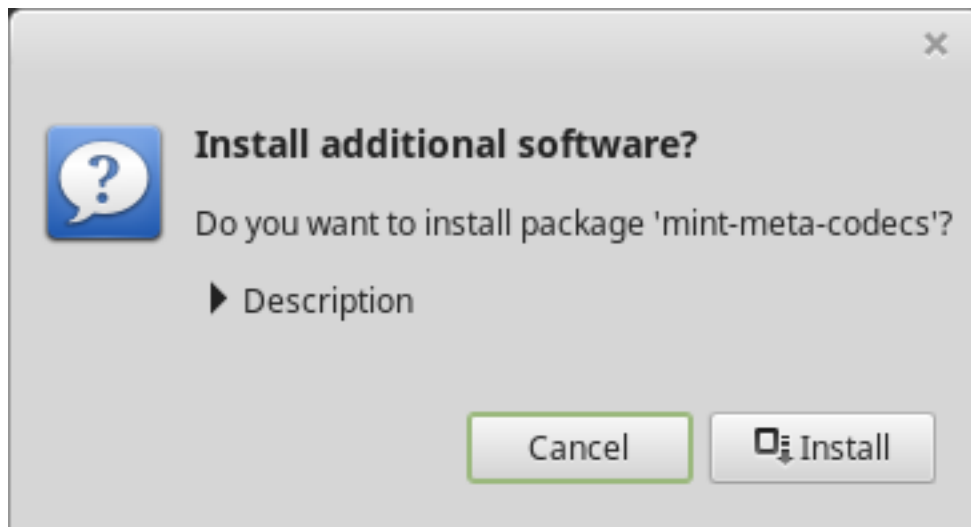 Install additional software?
Do you want to install package 'mint-meta-codecs'?
Description
Cancel
Install